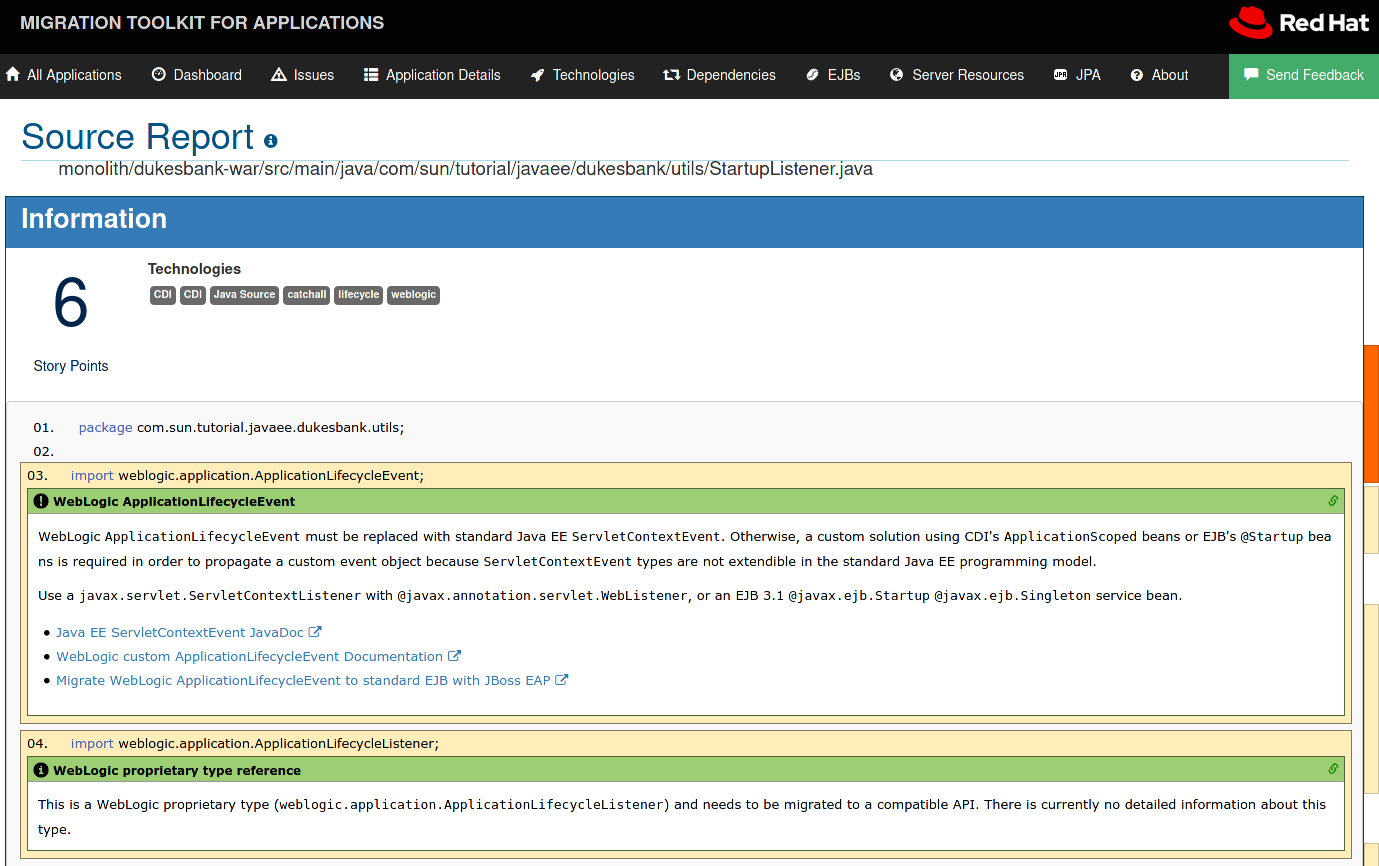 MIGRATION TOOLKIT FOR APPLICATIONS
Red Hat
All Applications Dashboard Issues Application Details Technologies Dependencies EJBs Server Resources JPA JPA About Send Feedback
Source Report
monolith/dukesbank-war/src/main/java/com/sun/tutorial/javaee/dukesbank/utils/StartupListener.java
Information
Technologies
CDI CDI Java Source catchall lifecycle weblogic
6
Story Points
01. package com.sun.tutorial.javaee.dukesbank.utils;
02.
03. import weblogic.application.ApplicationLifecycleEvent;
WebLogic ApplicationLifecycleEvent
WebLogic ApplicationLifecycleEvent must be replaced with standard Java EE ServletContextEvent. Otherwise, a custom solution using CDI's ApplicationScoped beans or EJB's @Startup bea
ns is required in order to propagate a custom event object because ServletContextEvent types are not extendible in the standard Java EE programming model.
Use a javax.servlet.ServletContextListener with @javax.annotation.servlet.WebListener, or an EJB 3.1 @javax.ejb.Startup @javax.ejb.Singleton service bean.
• Java EE ServletContextEvent JavaDoc
• WebLogic custom ApplicationLifecycleEvent Documentation
• Migrate WebLogic ApplicationLifecycleEvent to standard EJB with JBoss EAP
04. import weblogic.application.ApplicationLifecycleListener;
WebLogic proprietary type reference
This is a WebLogic proprietary type (weblogic.application.ApplicationLifecycleListener) and needs to be migrated to a compatible API. There is currently no detailed information about this
type.